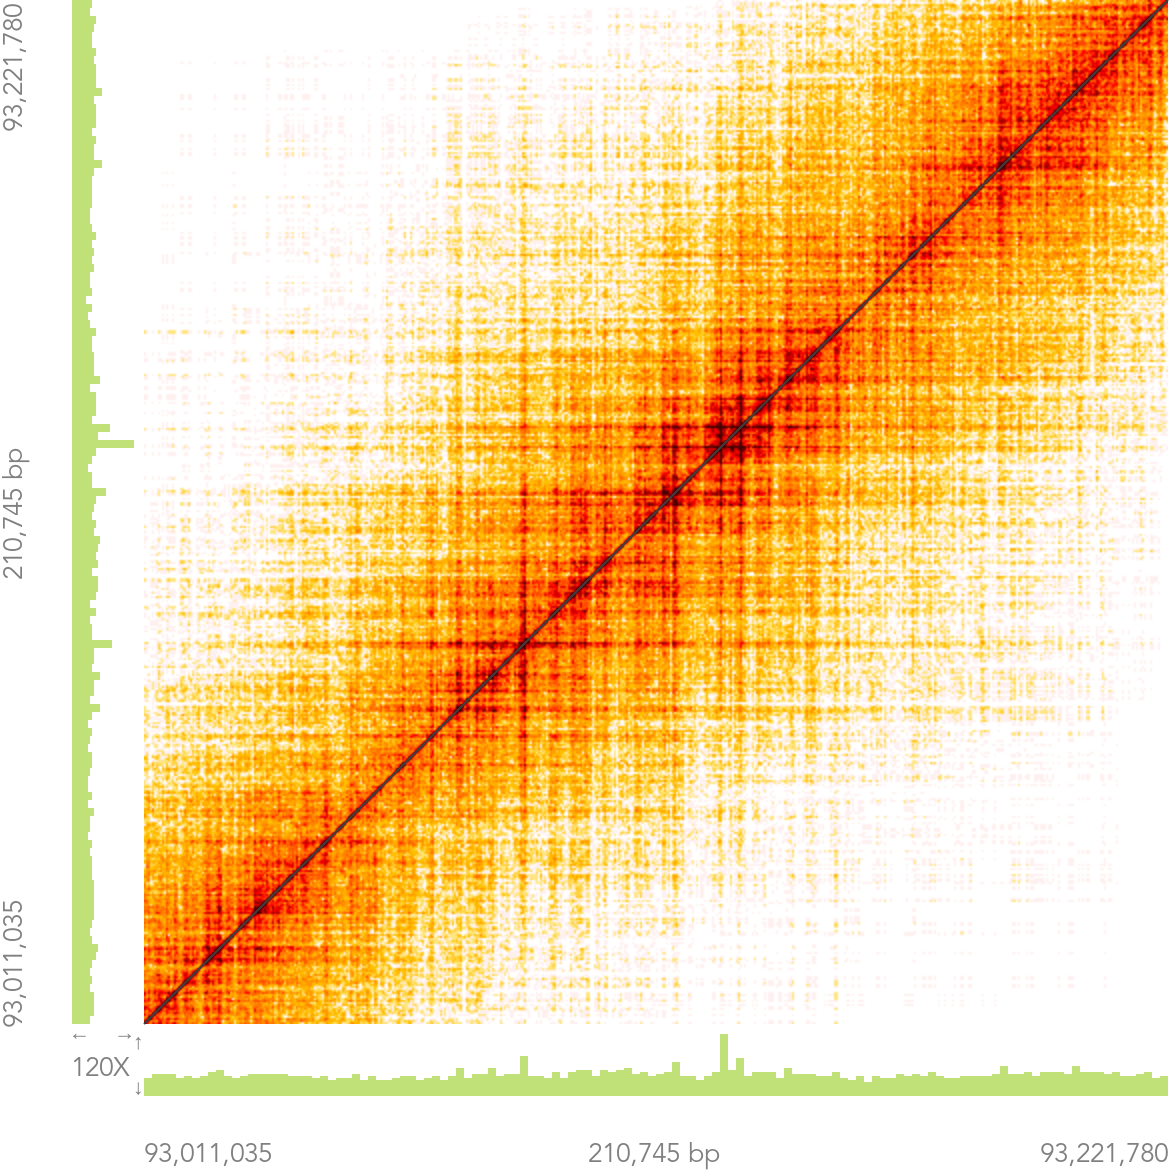 93,221,780
210,745 bp
93,011,035
← →
↑
120X
↓
93,011,035 210,745 bp 93,221,780